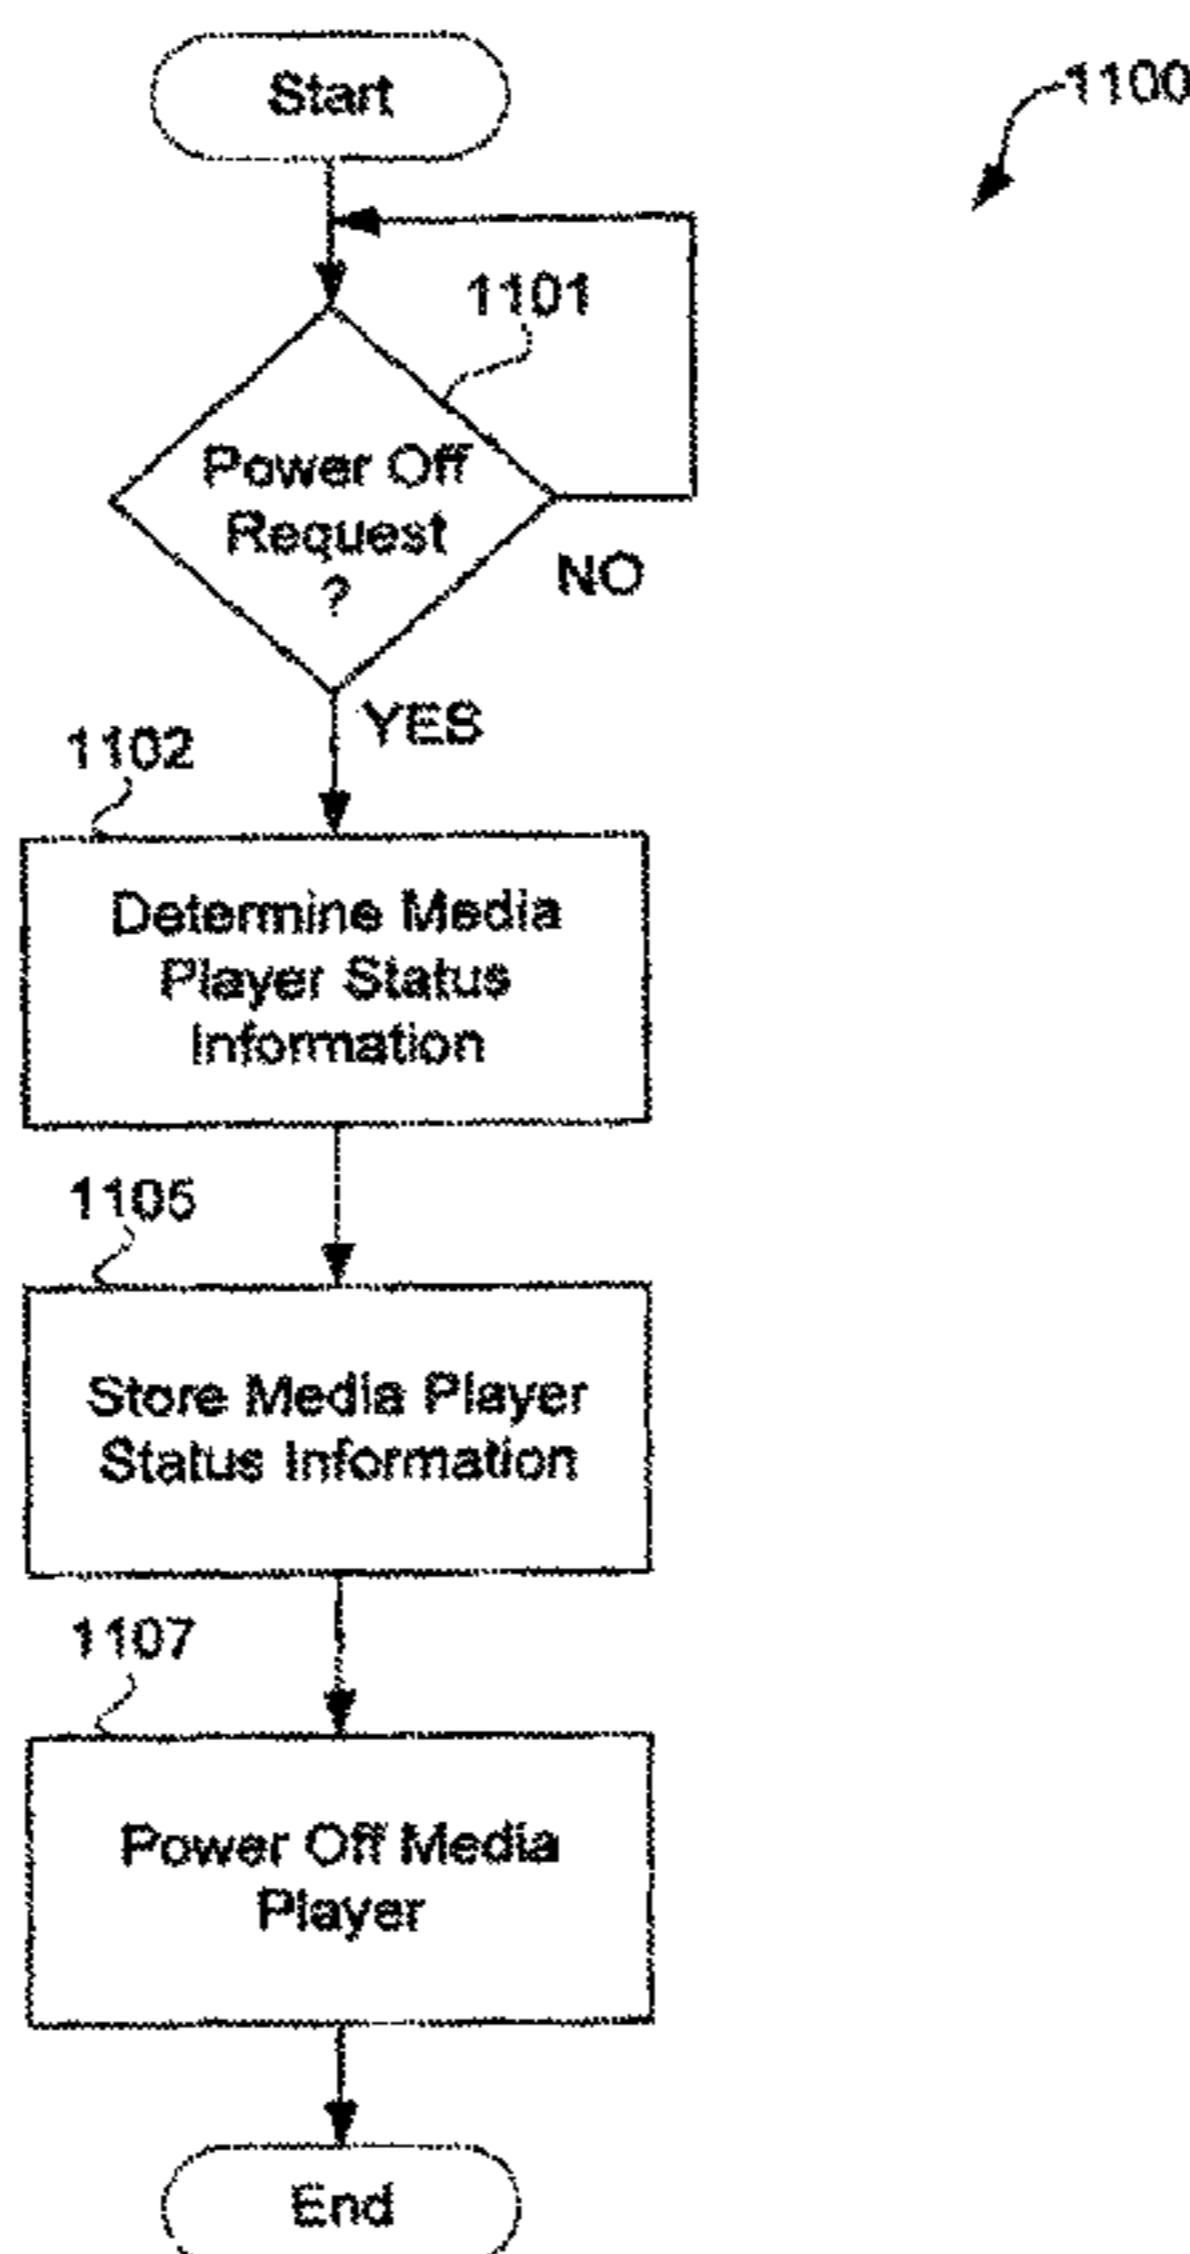 Start
1100
1101
Power Off
Request
?
NO
YES
1102
Determine Media
Player Status
Information
1105
Store Media Player
Status Information
1107
Power Off Media
Player
End